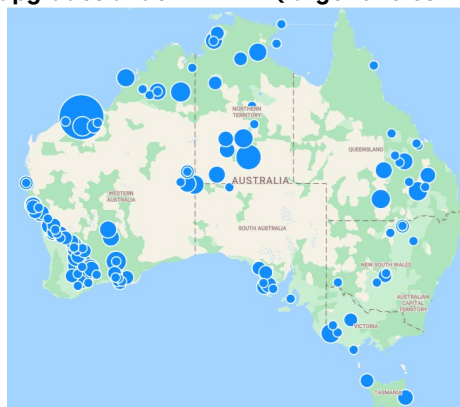 NORTHERN
TERRITORY
QUEENSLAND
AUSTRALIA
WESTERN
AUSTRALIA
SOUTH AUSTRALIA
NEW SOUTH WALES
AUSTRALIAN
CAPITAL
TERRITORY
VICTORIA
TASMANIA